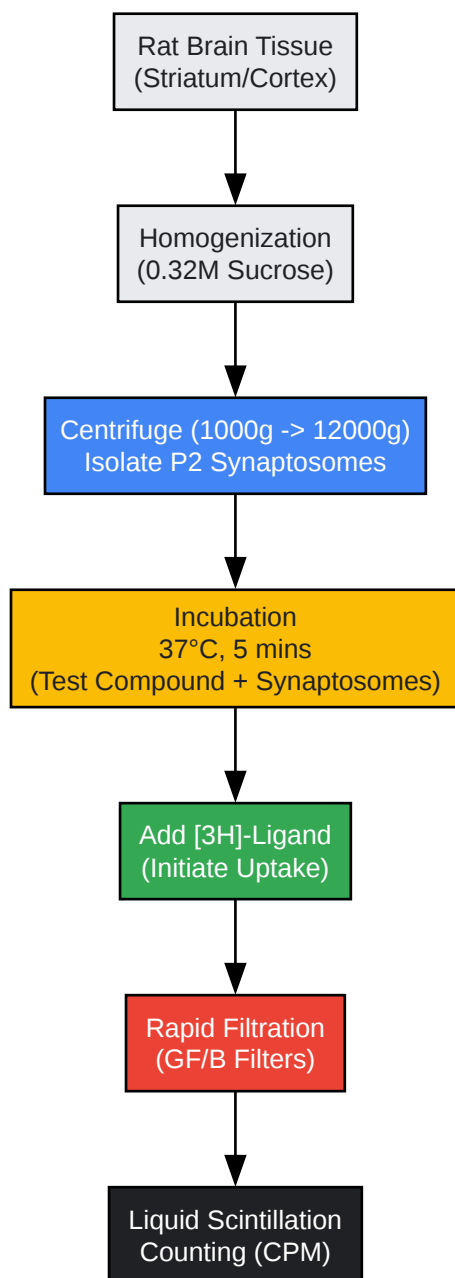 Rat Brain Tissue
(Striatum/Cortex)
Homogenization
(0.32M Sucrose)
Centrifuge (1000g -> 12000g)
Isolate P2 Synaptosomes
Incubation
37°C, 5 mins
(Test Compound + Synaptosomes)
Add [3H]-Ligand
(Initiate Uptake)
Rapid Filtration
(GF/B Filters)
Liquid Scintillation
Counting (CPM)